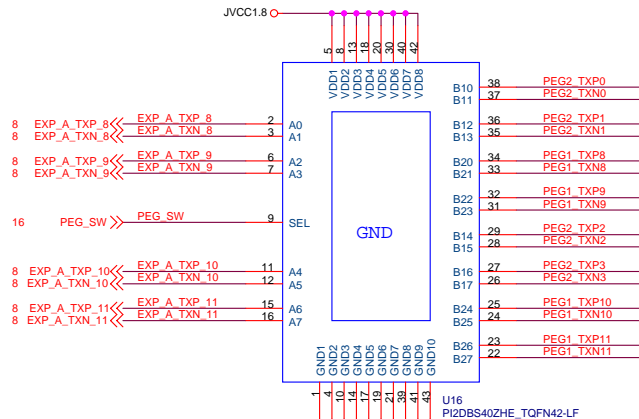 JVCC1.8
5 8 13 18 20 30 40 42
VDD1 VDD2 VDD3 VDD4 VDD5 VDD6 VDD7 VDD8
8 EXP_A_TXP_8 EXP_A_TXP_8 2 A0
8 EXP_A_TXN_8 EXP_A_TXN_8 3 A1
8 EXP_A_TXP_9 EXP_A_TXP_9 6 A2
8 EXP_A_TXN_9 EXP_A_TXN_9 7 A3
16 PEG_SW PEG_SW 9 SEL
8 EXP_A_TXP_10 EXP_A_TXP_10 11 A4
8 EXP_A_TXN_10 EXP_A_TXN_10 12 A5
8 EXP_A_TXP_11 EXP_A_TXP_11 15 A6
8 EXP_A_TXN_11 EXP_A_TXN_11 16 A7
GND
B10 38 PEG2_TXP0
B11 37 PEG2_TXN0
B12 36 PEG2_TXP1
B13 35 PEG2_TXN1
B20 34 PEG1_TXP8
B21 33 PEG1_TXN8
B22 32 PEG1_TXP9
B23 31 PEG1_TXN9
B14 29 PEG2_TXP2
B15 28 PEG2_TXN2
B16 27 PEG2_TXP3
B17 26 PEG2_TXN3
B24 25 PEG1_TXP10
B25 24 PEG1_TXN10
B26 23 PEG1_TXP11
B27 22 PEG1_TXN11
GND1 GND2 GND3 GND4 GND5 GND6 GND7 GND8 GND9 GND10
1 4 10 14 17 19 21 39 41 43
U16
PI2DBS40ZHE_TQFN42-LF